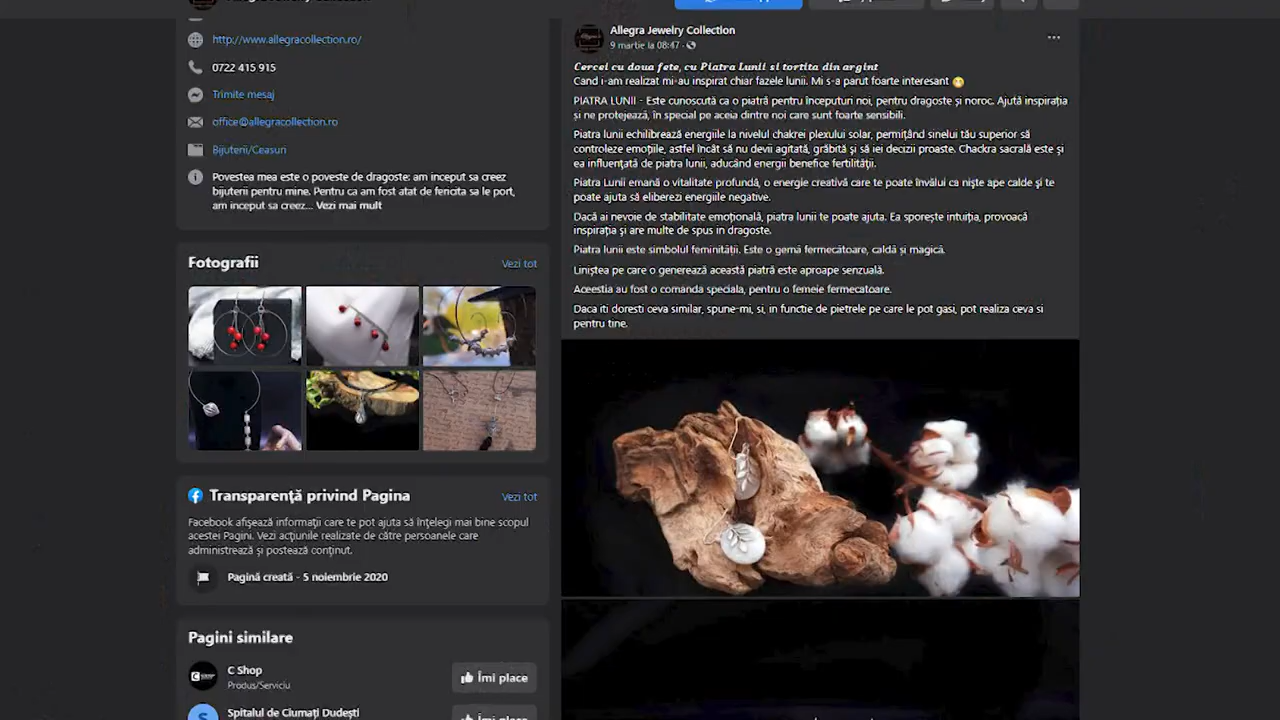 http://www.allegracollection.ro/
0722 415 915
Trimite mesaj
office@allegracollection.ro
Bijuterii/Ceasuri
Povestea mea este o poveste de dragoste: am inceput sa creez
bijuterii pentru mine. Pentru ca am fost atat de fericita sa le port,
am inceput sa creez... Vezi mai mult
Fotografii
Vezi tot
Transparență privind Pagina
Vezi tot
Facebook afișează informații care te pot ajuta să înțelegi mai bine scopul
acestei Pagini. Vezi acțiunile realizate de către persoanele care
administrează și postează conținut.
Pagină creată - 5 noiembrie 2020
Pagini similare
C Shop
Produs/Serviciu
Îmi place
Spitalul de Ciumați Dudești
Îmi place
Allegra Jewelry Collection
9 martie la 08:47
Cercei cu doua fete, cu Piatra Lunii si tortita din argint
Cand i-am realizat mi-au inspirat chiar fazele lunii. Mi s-a parut foarte interesant
PIATRA LUNII - Este cunoscută ca o piatră pentru începuturi noi, pentru dragoste și noroc. Ajută inspirația
și ne protejează, în special pe aceia dintre noi care sunt foarte sensibili.
Piatra lunii echilibrează energiile la nivelul chakrei plexului solar, permițând sinelui tău superior să
controleze emoțiile, astfel încât să nu devii agitată, grăbită și să iei decizii proaste. Chackra sacrală este și
ea influențată de piatra lunii, aducând energii benefice fertilității.
Piatra Lunii emană o vitalitate profundă, o energie creativă care te poate învălui ca niște ape calde și te
poate ajuta să eliberezi energiile negative.
Dacă ai nevoie de stabilitate emoțională, piatra lunii te poate ajuta. Ea sporește intuiția, provoacă
inspirația și are multe de spus in dragoste.
Piatra lunii este simbolul feminității. Este o gemă fermecătoare, caldă și magică.
Liniștea pe care o generează această piatră este aproape senzuală.
Aceestia au fost o comanda speciala, pentru o femeie fermecatoare.
Daca iti doresti ceva similar, spune-mi, si, in functie de pietrele pe care le pot gasi, pot realiza ceva si
pentru tine.